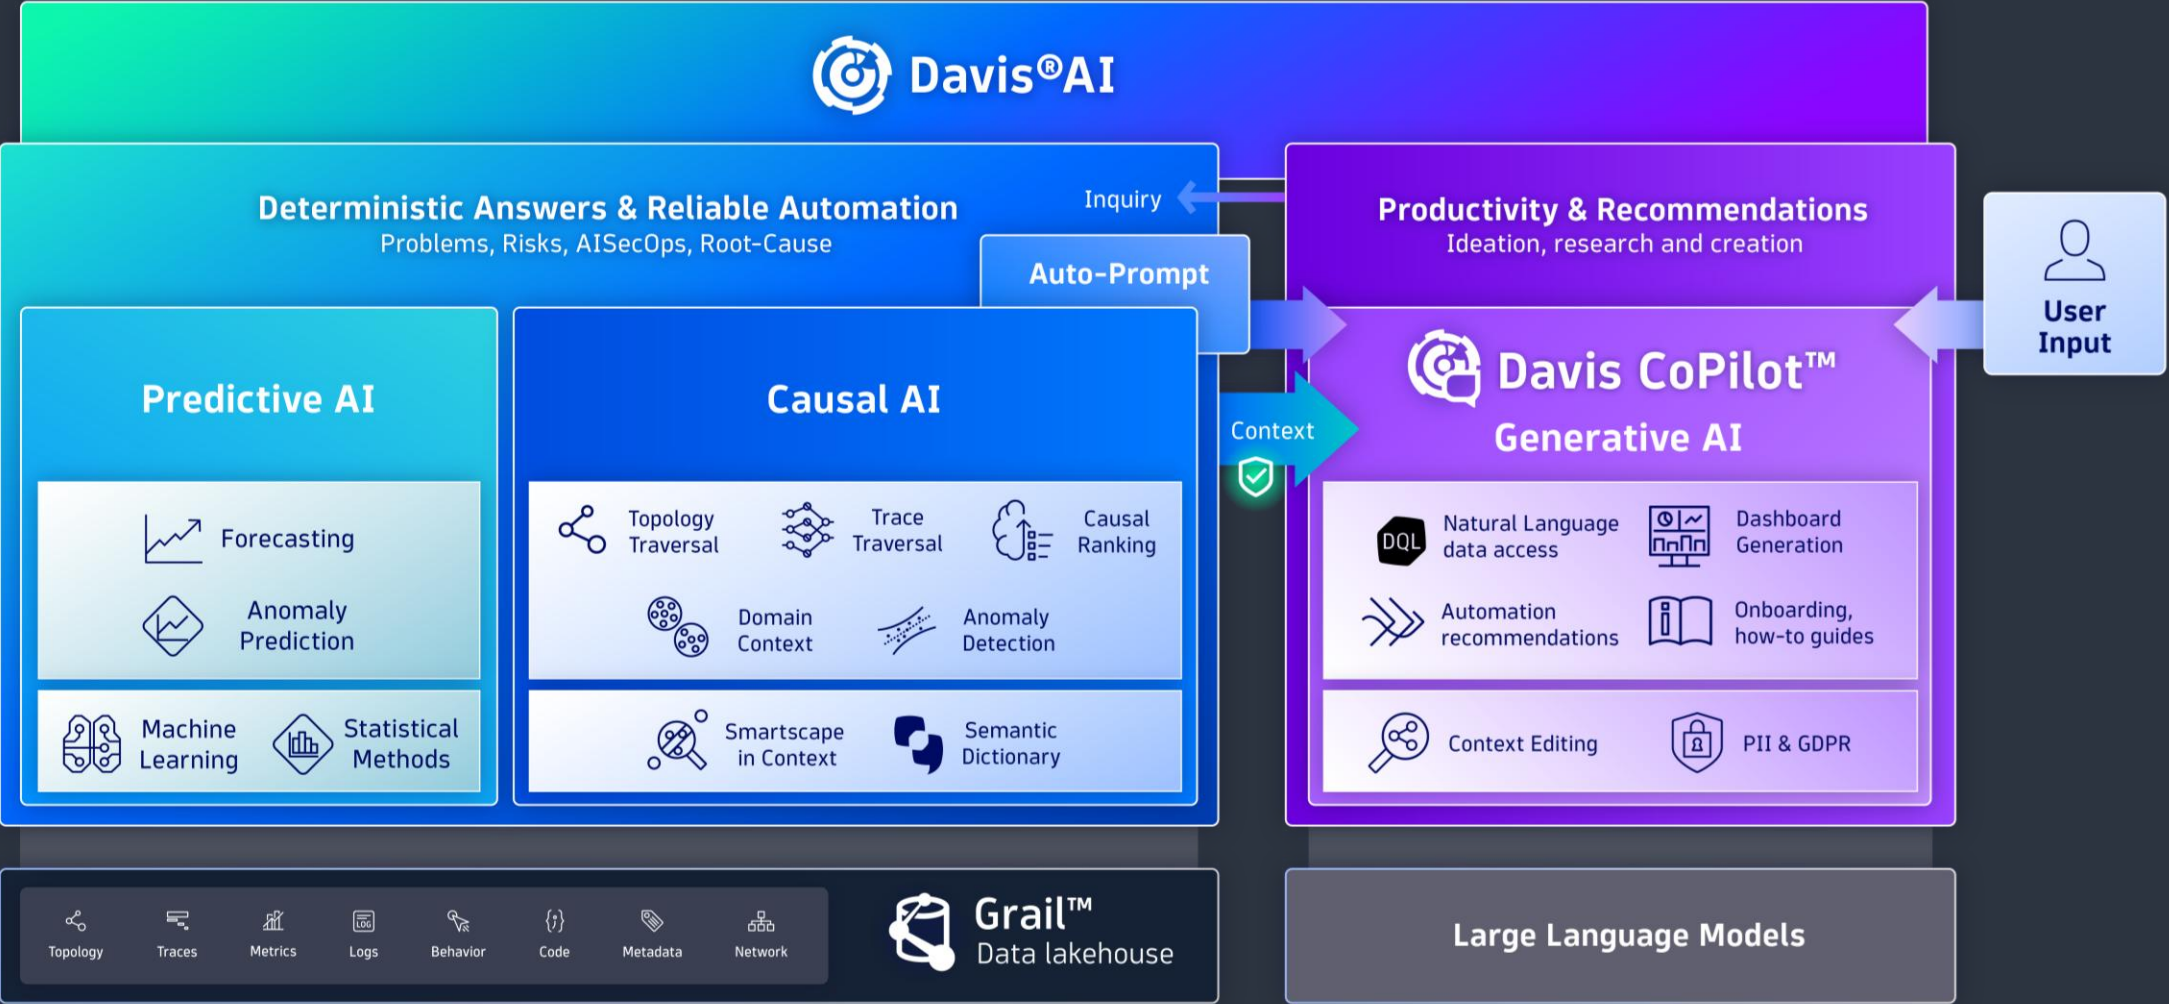 Davis®AI
Deterministic Answers & Reliable Automation
Problems, Risks, AISecOps, Root-Cause
Inquiry
Auto-Prompt
Productivity & Recommendations
Ideation, research and creation
User
Input
Predictive AI
Forecasting
Anomaly
Prediction
Machine
Learning
Statistical
Methods
Causal AI
Topology
Traversal
Trace
Traversal
Causal
Ranking
Domain
Context
Anomaly
Detection
Smartscape
in Context
Semantic
Dictionary
Context
Davis CoPilot™
Generative AI
DQL
Natural Language
data access
Dashboard
Generation
Automation
recommendations
Onboarding,
how-to guides
Context Editing
PII & GDPR
Topology
Traces
Metrics
LOG
Logs
Behavior
Code
Metadata
Network
Grail™
Data lakehouse
Large Language Models